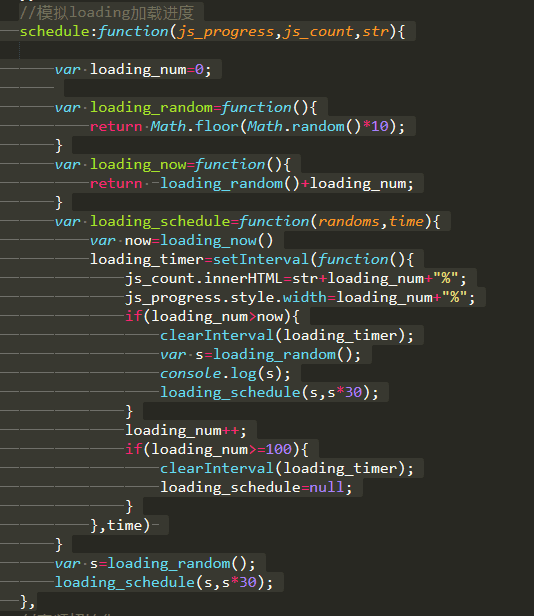 //模拟loading加载进度
schedule:function(js_progress,js_count,str){
var loading_num=0;
var loading_random=function(){
return Math.floor(Math.random()*10);
}
var loading_now=function(){
return loading_random()+loading_num;
}
var loading_schedule=function(randoms,time){
var now=loading_now()
loading_timer=setInterval(function(){
js_count.innerHTML=str+loading_num+"%";
js_progress.style.width=loading_num+"%";
if(loading_num>now){
clearInterval(loading_timer);
var s=loading_random();
console.log(s);
loading_schedule(s,s*30);
}
loading_num++;
if(loading_num>=100){
clearInterval(loading_timer);
loading_schedule=null;
}
},time)
}
var s=loading_random();
loading_schedule(s,s*30);
},